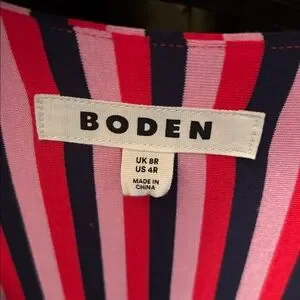 BODEN
UK 8R
US 4R
MADE IN
CHINA